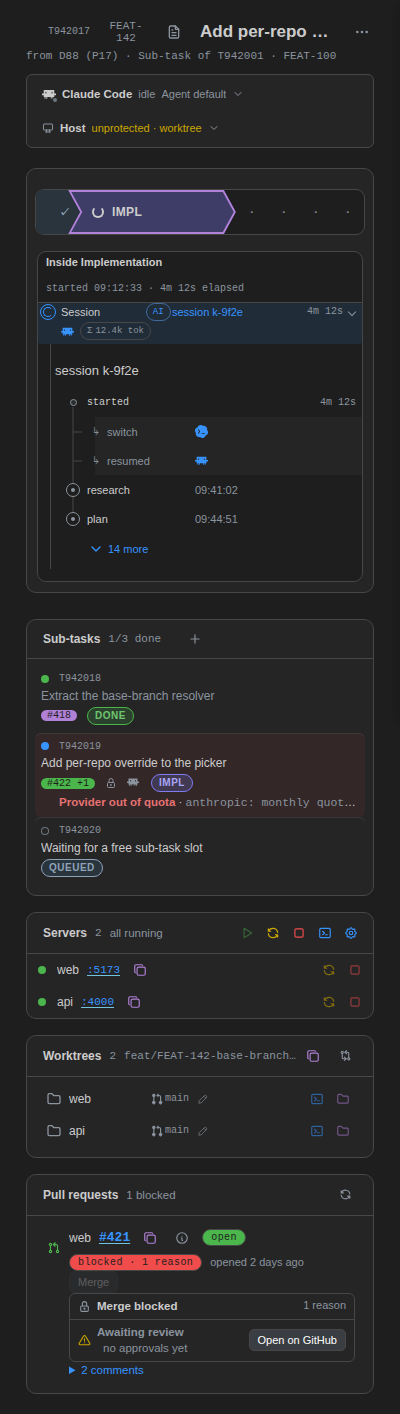 T942017 FEAT-142 Add per-repo … ···
from D88 (P17) · Sub-task of T942001 · FEAT-100
Claude Code idle Agent default
Host unprotected · worktree
✓ IMPL · · · ·
Inside Implementation
started 09:12:33 · 4m 12s elapsed
Session AI session k-9f2e 4m 12s
Σ 12.4k tok
session k-9f2e
started 4m 12s
↳ switch
↳ resumed
research 09:41:02
plan 09:44:51
14 more
Sub-tasks 1/3 done +
T942018
Extract the base-branch resolver
#418 DONE
T942019
Add per-repo override to the picker
#422 +1 IMPL
Provider out of quota · anthropic: monthly quot…
T942020
Waiting for a free sub-task slot
QUEUED
Servers 2 all running
web :5173
api :4000
Worktrees 2 feat/FEAT-142-base-branch…
web main
api main
Pull requests 1 blocked
web #421 open
blocked · 1 reason opened 2 days ago
Merge
Merge blocked 1 reason
Awaiting review
no approvals yet
Open on GitHub
2 comments